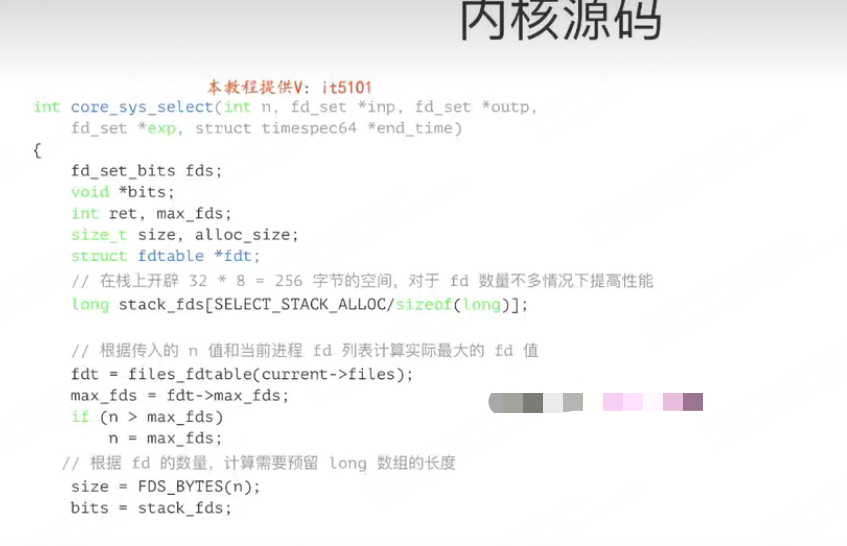 内核源码
本教程提供V: it5101
int core_sys_select(int n, fd_set *inp, fd_set *outp,
fd_set *exp, struct timespec64 *end_time)
{
fd_set_bits fds;
void *bits;
int ret, max_fds;
size_t size, alloc_size;
struct fdtable *fdt;
// 在栈上开辟 32 * 8 = 256 字节的空间，对于 fd 数量不多情况下提高性能
long stack_fds[SELECT_STACK_ALLOC/sizeof(long)];
// 根据传入的 n 值和当前进程 fd 列表计算实际最大的 fd 值
fdt = files_fdtable(current->files);
max_fds = fdt->max_fds;
if (n > max_fds)
n = max_fds;
// 根据 fd 的数量，计算需要预留 long 数组的长度
size = FDS_BYTES(n);
bits = stack_fds;